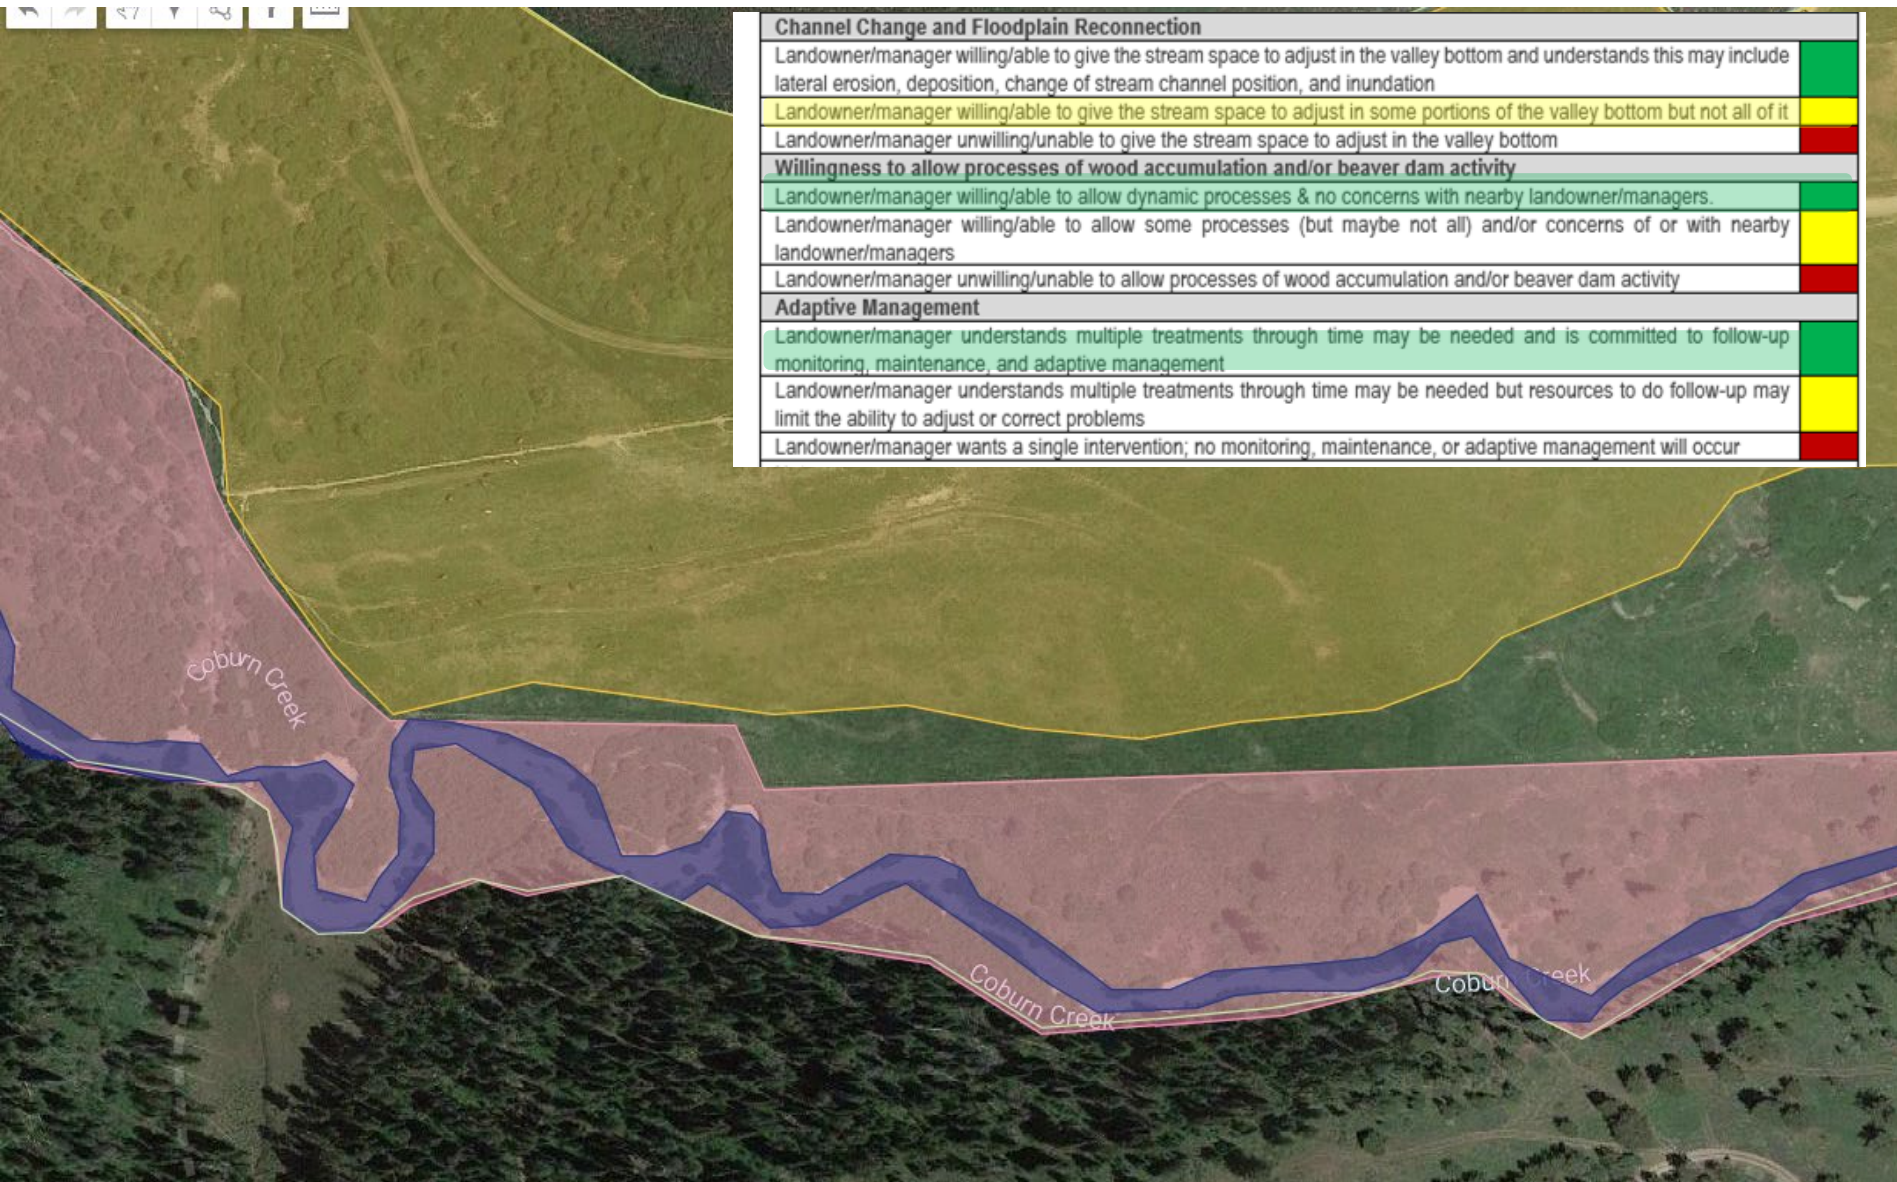 Channel Change and Floodplain Reconnection
Landowner/manager willing/able to give the stream space to adjust in the valley bottom and understands this may include
lateral erosion, deposition, change of stream channel position, and inundation
Landowner/manager willing/able to give the stream space to adjust in some portions of the valley bottom but not all of it
Landowner/manager unwilling/unable to give the stream space to adjust in the valley bottom
Willingness to allow processes of wood accumulation and/or beaver dam activity
Landowner/manager willing/able to allow dynamic processes & no concerns with nearby landowner/managers.
Landowner/manager willing/able to allow some processes (but maybe not all) and/or concerns of or with nearby
landowner/managers
Landowner/manager unwilling/unable to allow processes of wood accumulation and/or beaver dam activity
Adaptive Management
Landowner/manager understands multiple treatments through time may be needed and is committed to follow-up
monitoring, maintenance, and adaptive management
Landowner/manager understands multiple treatments through time may be needed but resources to do follow-up may
limit the ability to adjust or correct problems
Landowner/manager wants a single intervention; no monitoring, maintenance, or adaptive management will occur
Coburn Creek
Coburn Creek
Coburn Creek